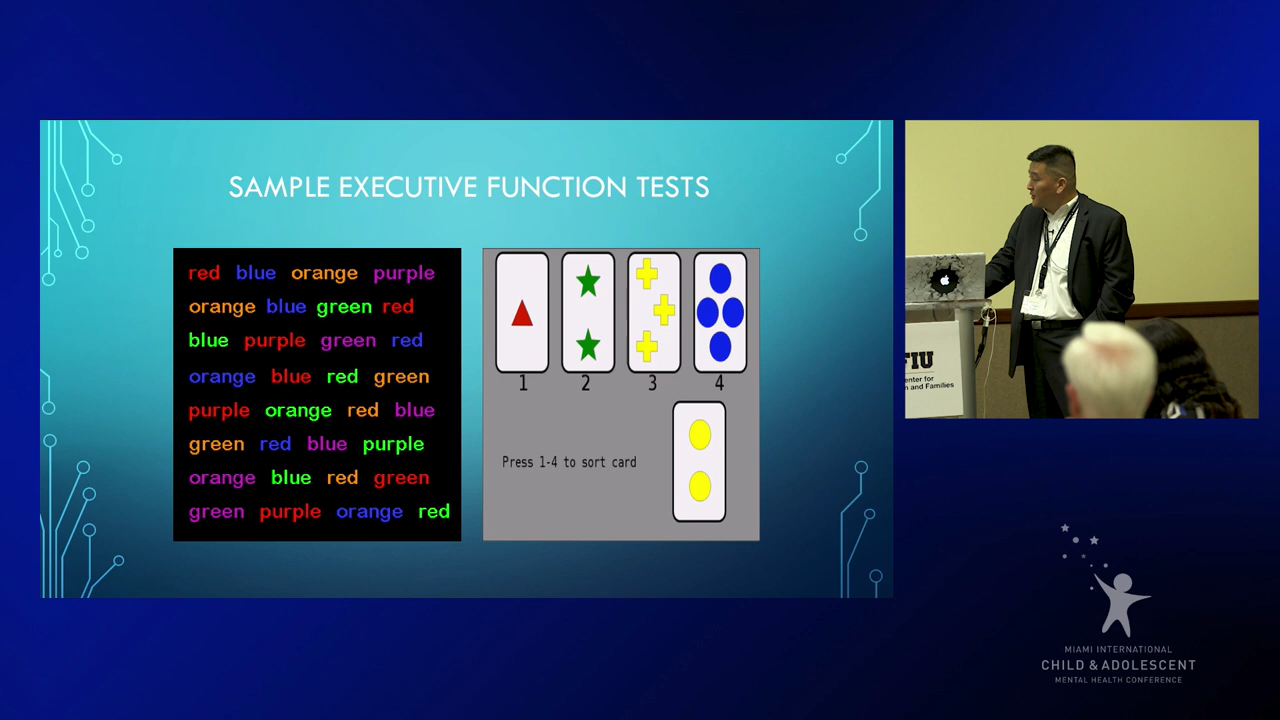 SAMPLE EXECUTIVE FUNCTION TESTS
red blue orange purple
orange blue green red
blue purple green red
orange blue red green
purple orange red blue
green red blue purple
orange blue red green
green purple orange red
1 2 3 4
Press 1-4 to sort card
FIU
enter for
n and Families
MIAMI INTERNATIONAL
CHILD & ADOLESCENT
MENTAL HEALTH CONFERENCE